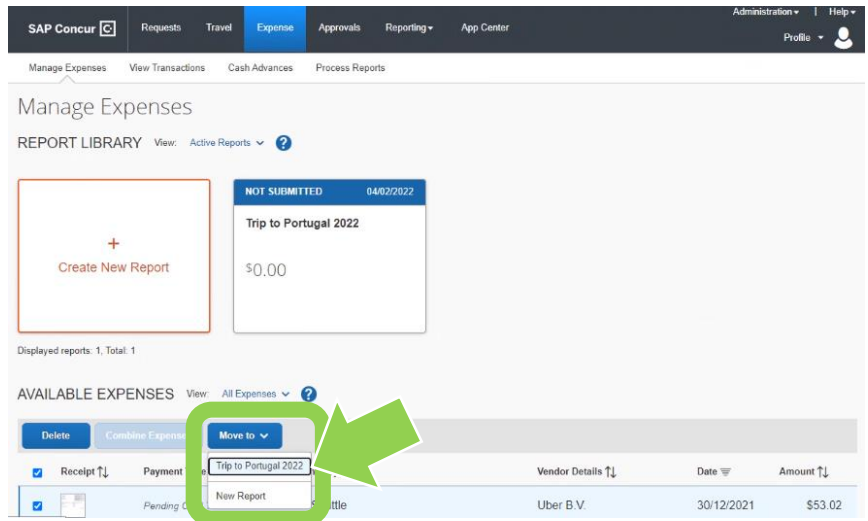 Administration | Help
SAP Concur C Requests Travel Expense Approvals Reporting App Center
Profile
Manage Expenses View Transactions Cash Advances Process Reports
Manage Expenses
REPORT LIBRARY View: Active Reports ?
NOT SUBMITTED 04/02/2022
Trip to Portugal 2022
$0.00
+
Create New Report
Displayed reports: 1, Total: 1
AVAILABLE EXPENSES View: All Expenses ?
Delete Combine Move to
Trip to Portugal 2022
New Report
Receipt Payment Vendor Details Date Amount
Pending Uber B.V. 30/12/2021 $53.02